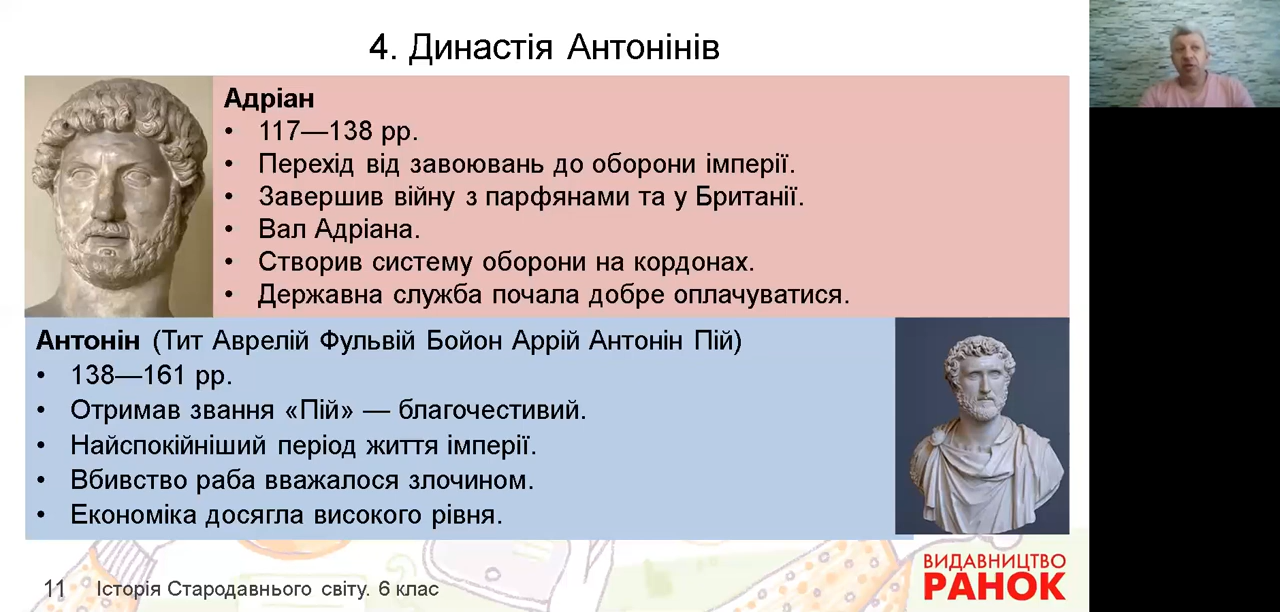 4. Династія Антонінів
Адріан
• 117—138 рр.
• Перехід від завоювань до оборони імперії.
• Завершив війну з парфянами та у Британії.
• Вал Адріана.
• Створив систему оборони на кордонах.
• Державна служба почала добре оплачуватися.
Антонін (Тит Аврелій Фульвій Бойон Аррій Антонін Пій)
• 138—161 рр.
• Отримав звання «Пій» — благочестивий.
• Найспокійніший період життя імперії.
• Вбивство раба вважалося злочином.
• Економіка досягла високого рівня.
11 Історія Стародавнього світу. 6 клас
ВИДАВНИЦТВО
РАНОК